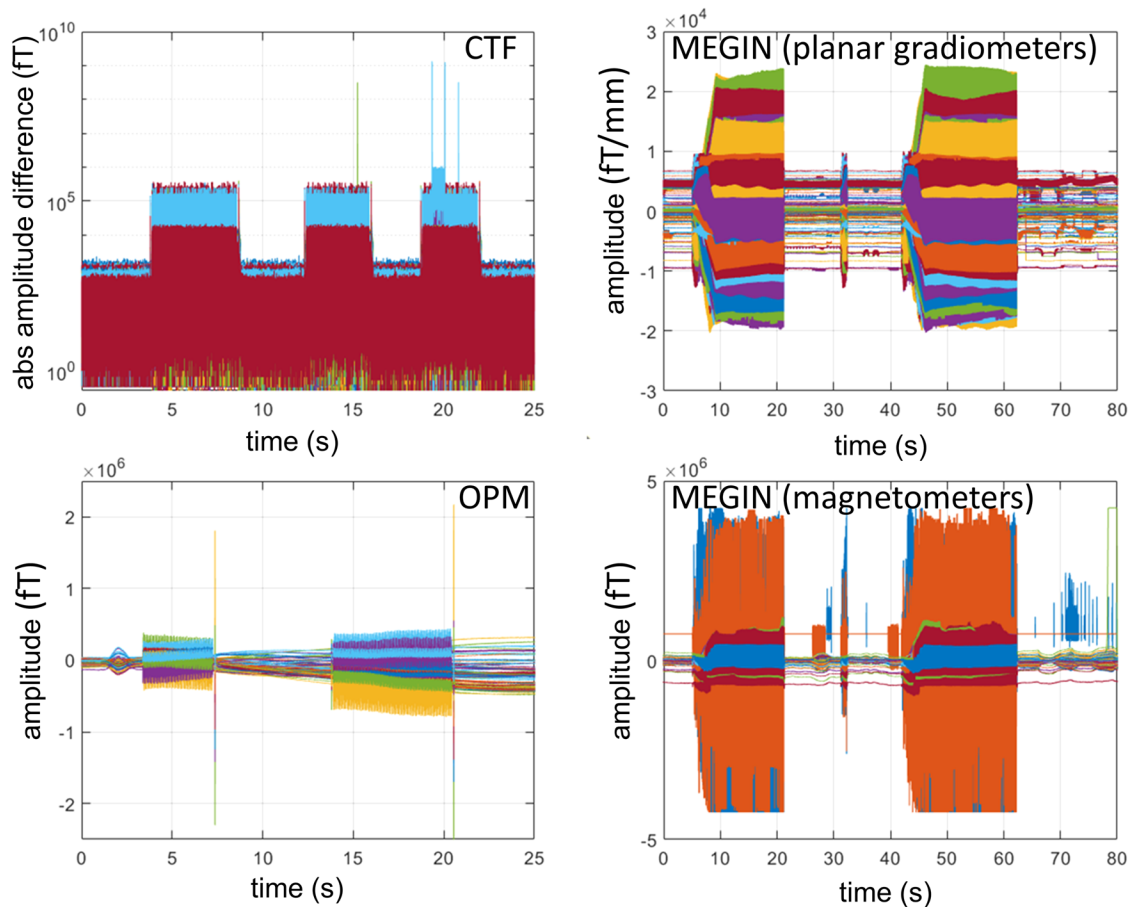 CTF
abs amplitude difference (fT)
10^10
10^5
10^0
0 5 10 15 20 25
time (s)
MEGIN (planar gradiometers)
×10^4
amplitude (fT/mm)
3
2
1
0
-1
-2
-3
0 10 20 30 40 50 60 70 80
time (s)
OPM
×10^6
amplitude (fT)
2
1
0
-1
-2
0 5 10 15 20 25
time (s)
MEGIN (magnetometers)
×10^6
amplitude (fT)
5
0
-5
0 10 20 30 40 50 60 70 80
time (s)